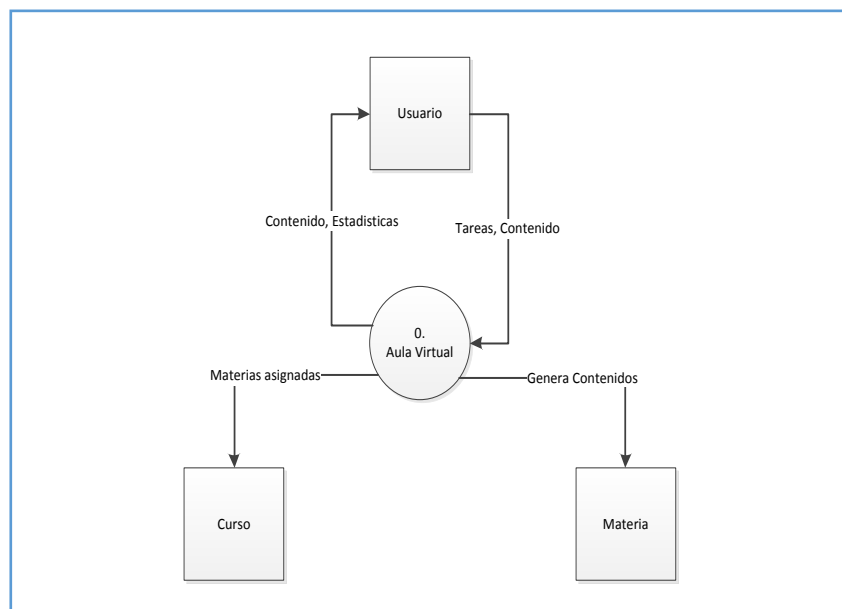 Usuario
Contenido, Estadisticas
Tareas, Contenido
0.
Aula Virtual
Materias asignadas
Genera Contenidos
Curso
Materia